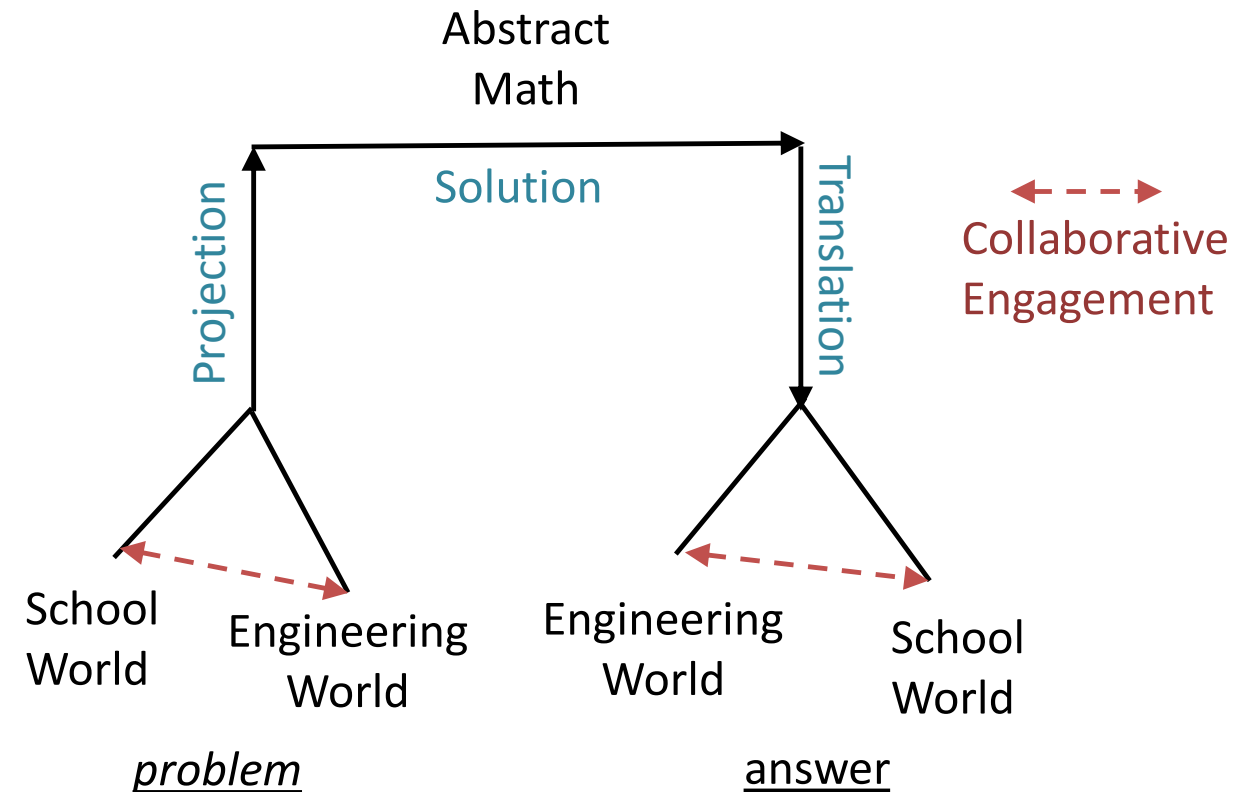 Abstract
Math
Projection
Solution
Translation
Collaborative
Engagement
School
World
Engineering
World
Engineering
World
School
World
problem
answer